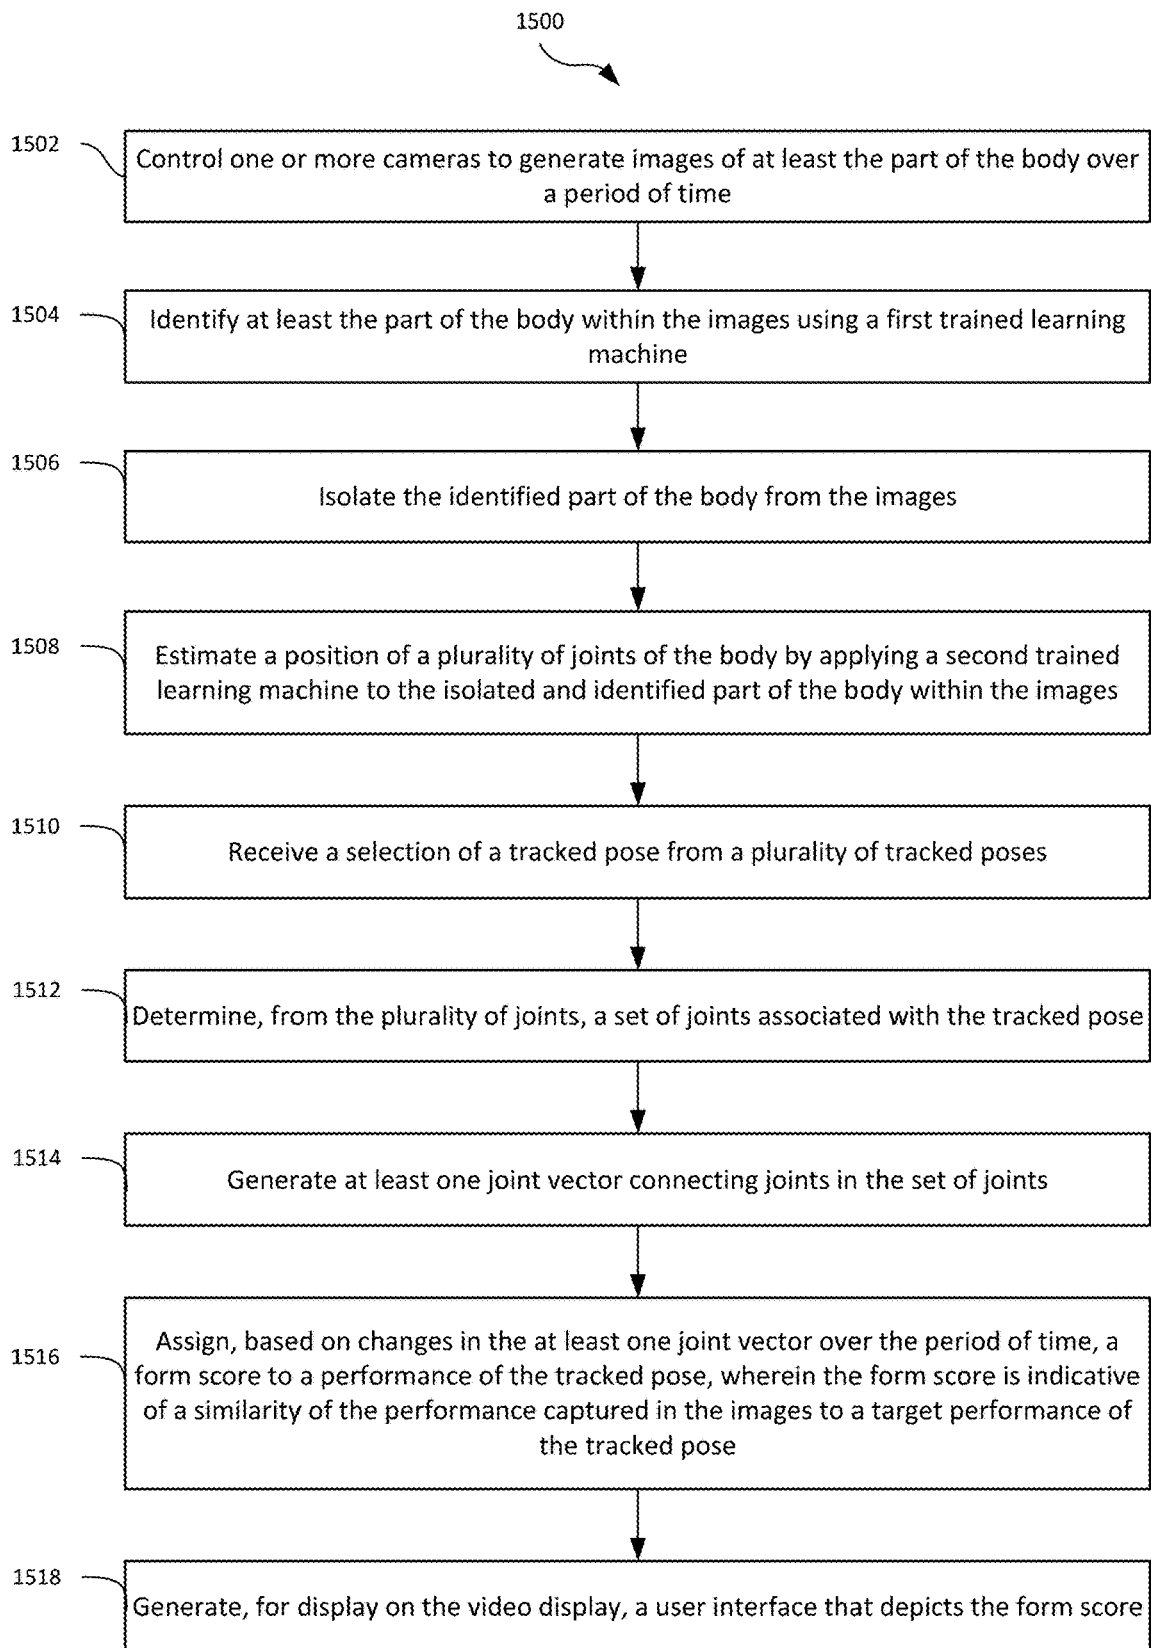 1500
1502
Control one or more cameras to generate images of at least the part of the body over
a period of time
1504
Identify at least the part of the body within the images using a first trained learning
machine
1506
Isolate the identified part of the body from the images
1508
Estimate a position of a plurality of joints of the body by applying a second trained
learning machine to the isolated and identified part of the body within the images
1510
Receive a selection of a tracked pose from a plurality of tracked poses
1512
Determine, from the plurality of joints, a set of joints associated with the tracked pose
1514
Generate at least one joint vector connecting joints in the set of joints
1516
Assign, based on changes in the at least one joint vector over the period of time, a
form score to a performance of the tracked pose, wherein the form score is indicative
of a similarity of the performance captured in the images to a target performance of
the tracked pose
1518
Generate, for display on the video display, a user interface that depicts the form score